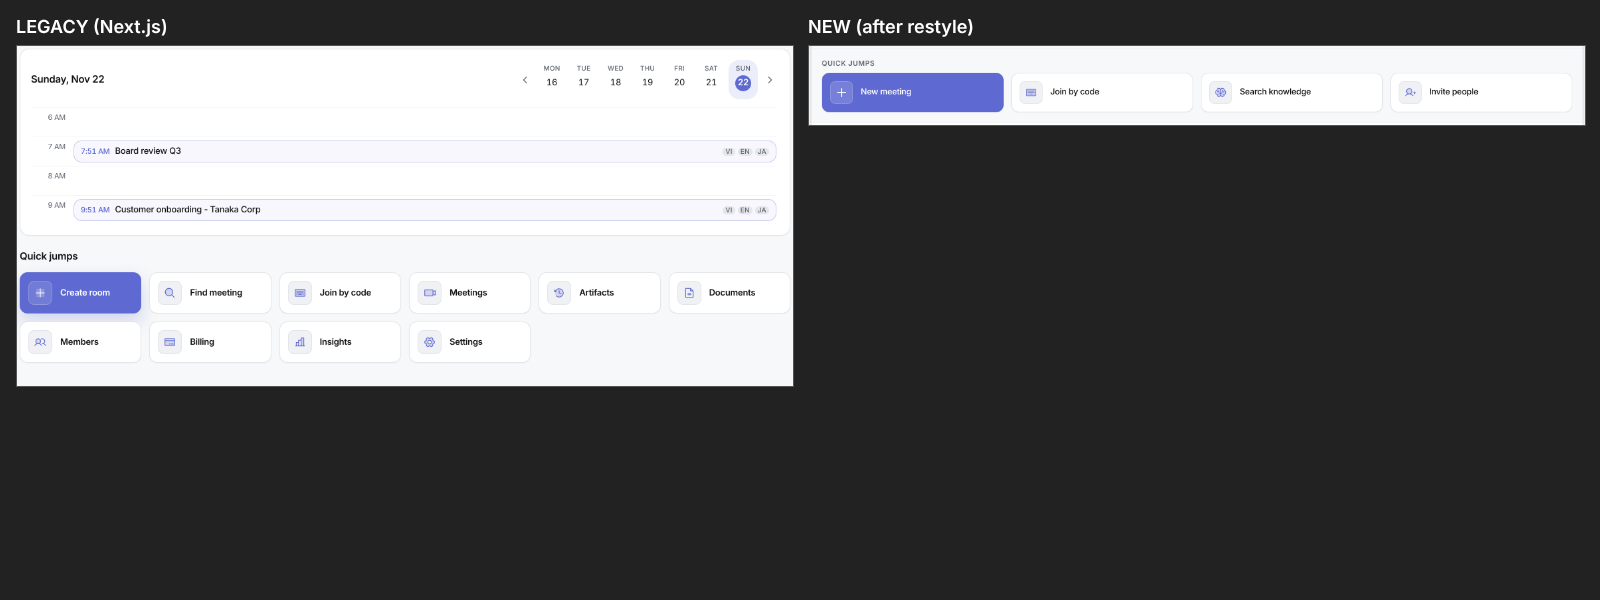 LEGACY (Next.js)
Sunday, Nov 22
MON TUE WED THU FRI SAT SUN
16 17 18 19 20 21 22
6 AM
7 AM
7:51 AM Board review Q3 VI EN JA
8 AM
9 AM
9:51 AM Customer onboarding - Tanaka Corp VI EN JA
Quick jumps
Create room
Find meeting
Join by code
Meetings
Artifacts
Documents
Members
Billing
Insights
Settings
NEW (after restyle)
QUICK JUMPS
New meeting
Join by code
Search knowledge
Invite people